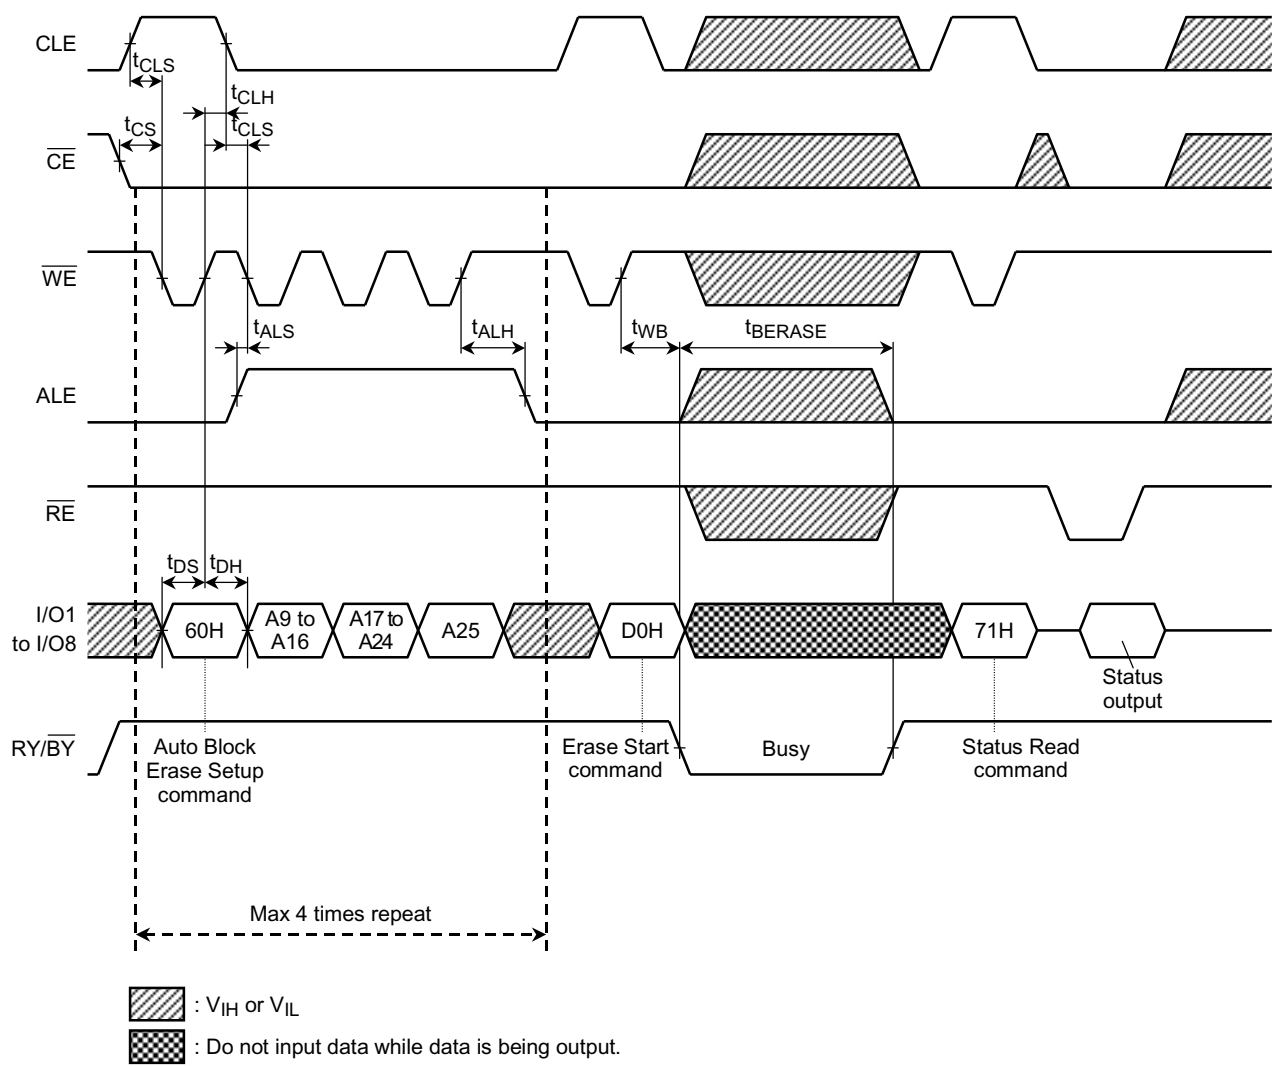 CLE
tCLS
tCLH
tCS
tCLS
CE
WE
tALS
tALH
tWB
tBERASE
ALE
RE
tDS
tDH
I/O1
to I/O8
60H
A9 to
A16
A17 to
A24
A25
D0H
71H
Status
output
RY/BY
Auto Block
Erase Setup
command
Erase Start
command
Busy
Status Read
command
Max 4 times repeat
: VIH or VIL
: Do not input data while data is being output.